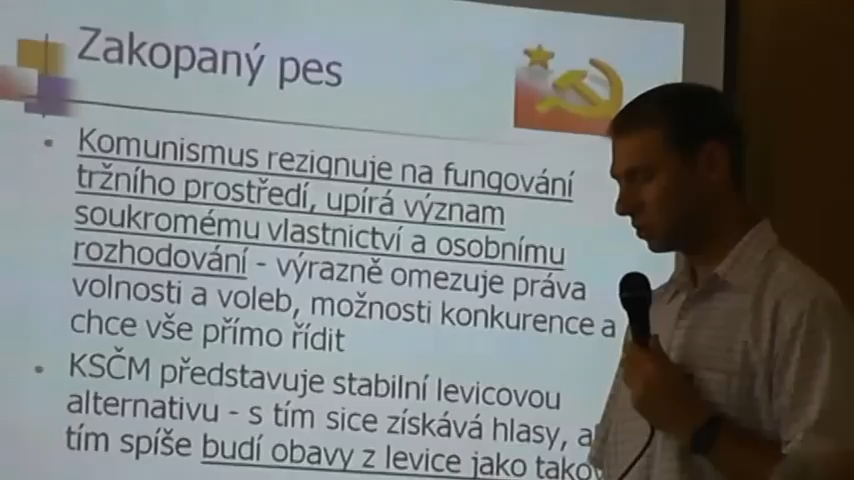 Zakopaný pes
• Komunismus rezignuje na fungování
tržního prostředí, upírá význam
soukromému vlastnictví a osobnímu
rozhodování - výrazně omezuje práva
volnosti a voleb, možnosti konkurence a
chce vše přímo řídit
• KSČM představuje stabilní levicovou
alternativu - s tím sice získává hlasy,
tím spíše budí obavy z levice jako